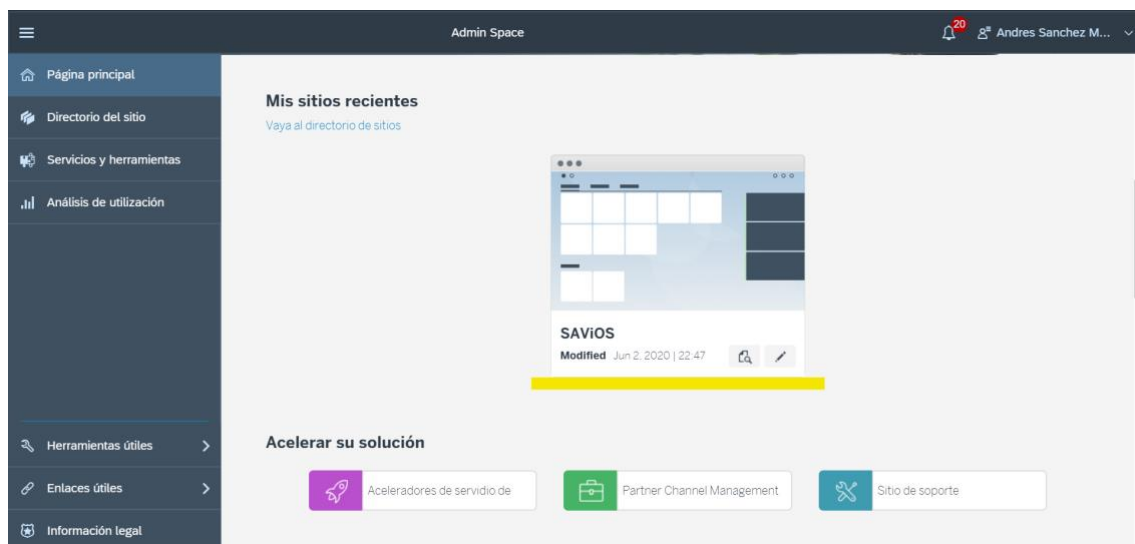 Admin Space
20
Andres Sanchez M...
Página principal
Directorio del sitio
Servicios y herramientas
Análisis de utilización
Herramientas útiles
Enlaces útiles
Información legal
Mis sitios recientes
Vaya al directorio de sitios
SAViOS
Modified Jun 2, 2020 | 22:47
Acelerar su solución
Aceleradores de servidio de
Partner Channel Management
Sitio de soporte